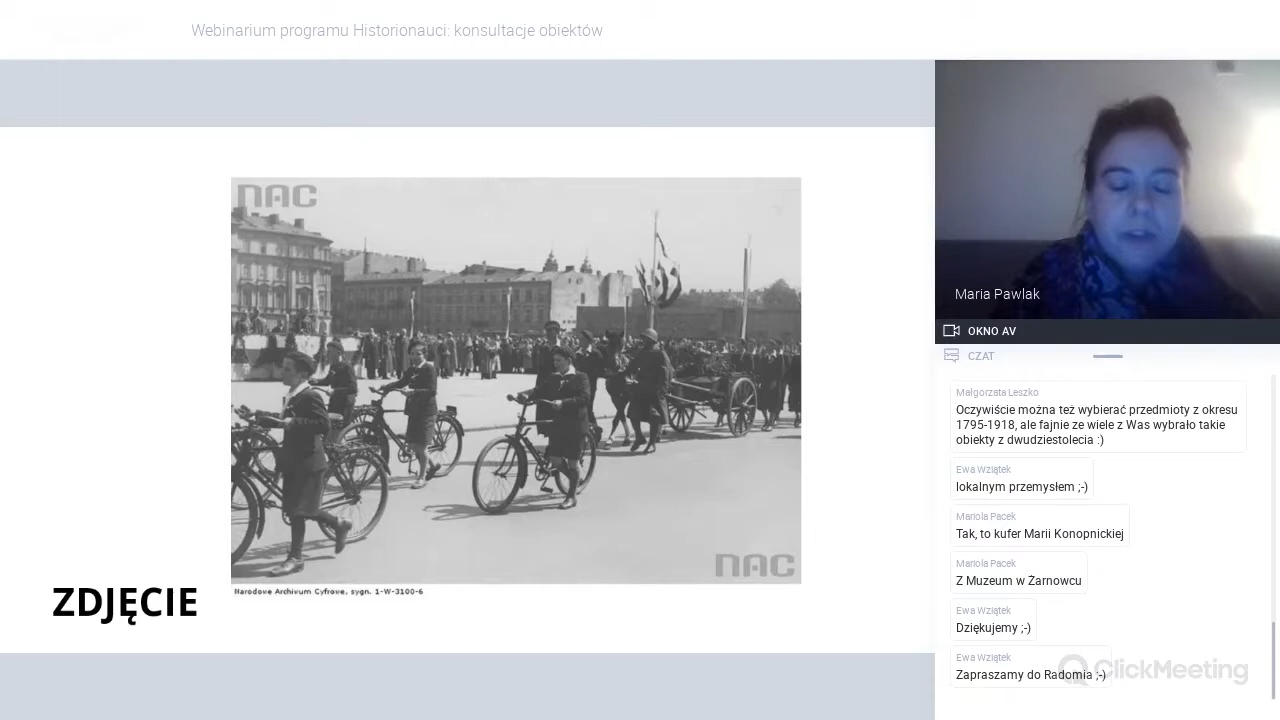 Webinarium programu Historionauci: konsultacje obiektów
NAC
NAC
Narodowe Archiwum Cyfrowe, sygn. 1-W-3100-6
ZDJĘCIE
Maria Pawlak
OKNO AV
CZAT
Małgorzata Leszko
Oczywiście można też wybierać przedmioty z okresu
1795-1918, ale fajnie ze wiele z Was wybrało takie
obiekty z dwudziestolecia :)
Ewa Wziątek
lokalnym przemysłem ;-)
Mariola Pacek
Tak, to kufer Marii Konopnickiej
Mariola Pacek
Z Muzeum w Żarnowcu
Ewa Wziątek
Dziękujemy ;-)
Ewa Wziątek
Zapraszamy do Radomia ;-)
ClickMeeting